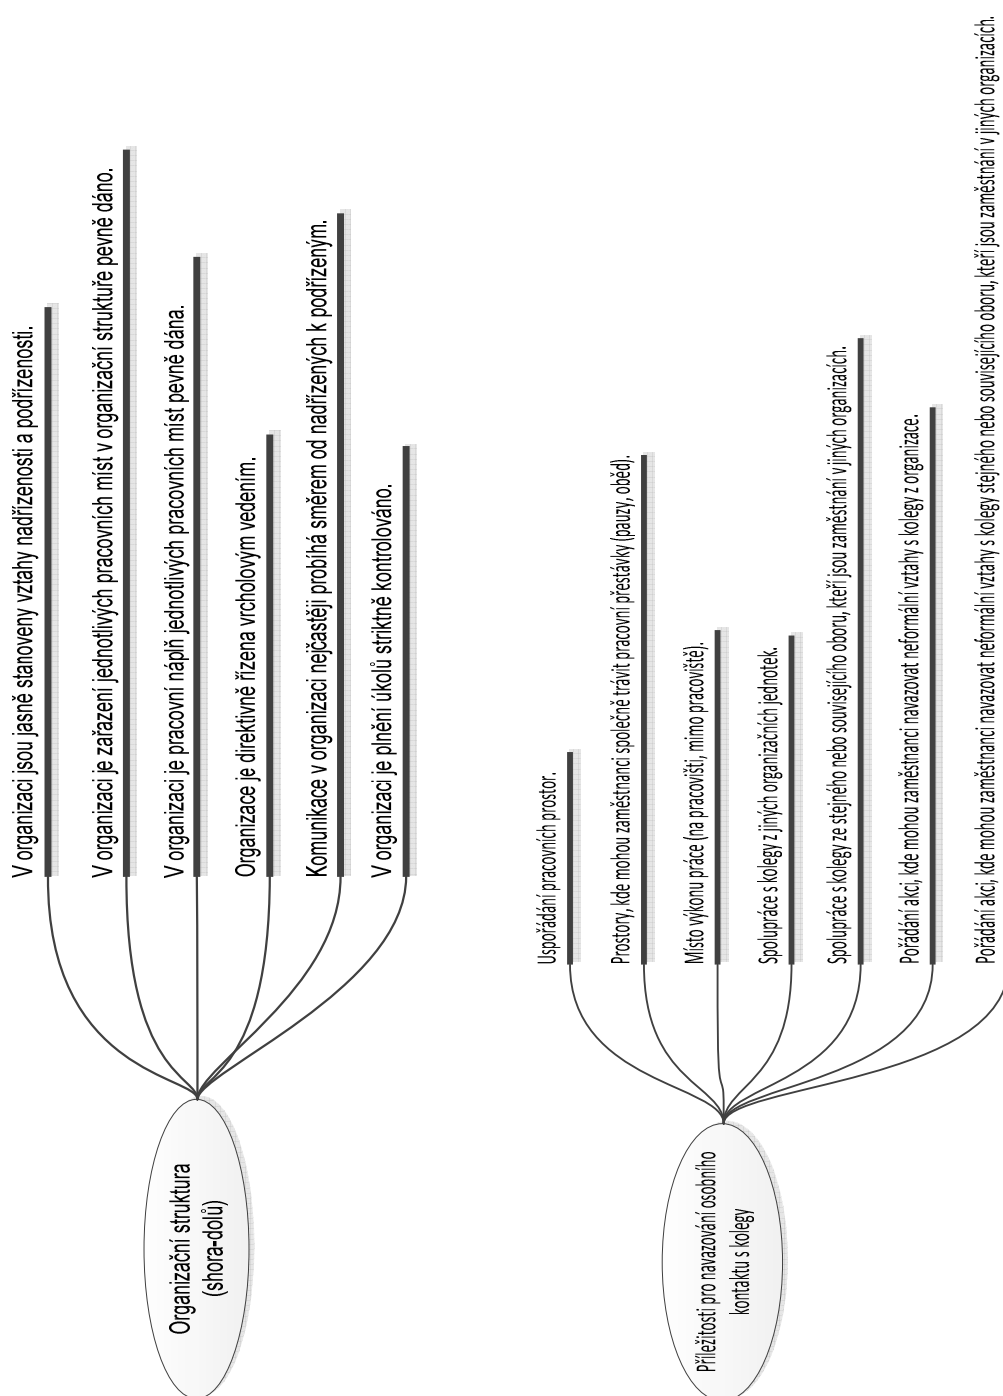 Organizační struktura
(shora-dolů)
V organizaci jsou jasně stanoveny vztahy nadřízenosti a podřízenosti.
V organizaci je zařazení jednotlivých pracovních míst v organizační struktuře pevně dáno.
V organizaci je pracovní náplň jednotlivých pracovních míst pevně dána.
Organizace je direktivně řízena vrcholovým vedením.
Komunikace v organizaci nejčastěji probíhá směrem od nadřízených k podřízeným.
V organizaci je plnění úkolů striktně kontrolováno.
Příležitosti pro navazování osobního
kontaktu s kolegy
Uspořádání pracovních prostor.
Prostory, kde mohou zaměstnanci společně trávit pracovní přestávky (pauzy, oběd).
Místo výkonu práce (na pracovišti, mimo pracoviště).
Spolupráce s kolegy z jiných organizačních jednotek.
Spolupráce s kolegy ze stejného nebo souvisejícího oboru, kteří jsou zaměstnání v jiných organizacích.
Pořádání akcí, kde mohou zaměstnanci navazovat neformální vztahy s kolegy z organizace.
Pořádání akcí, kde mohou zaměstnanci navazovat neformální vztahy s kolegy stejného nebo souvisejícího oboru, kteří jsou zaměstnání v jiných organizacích.